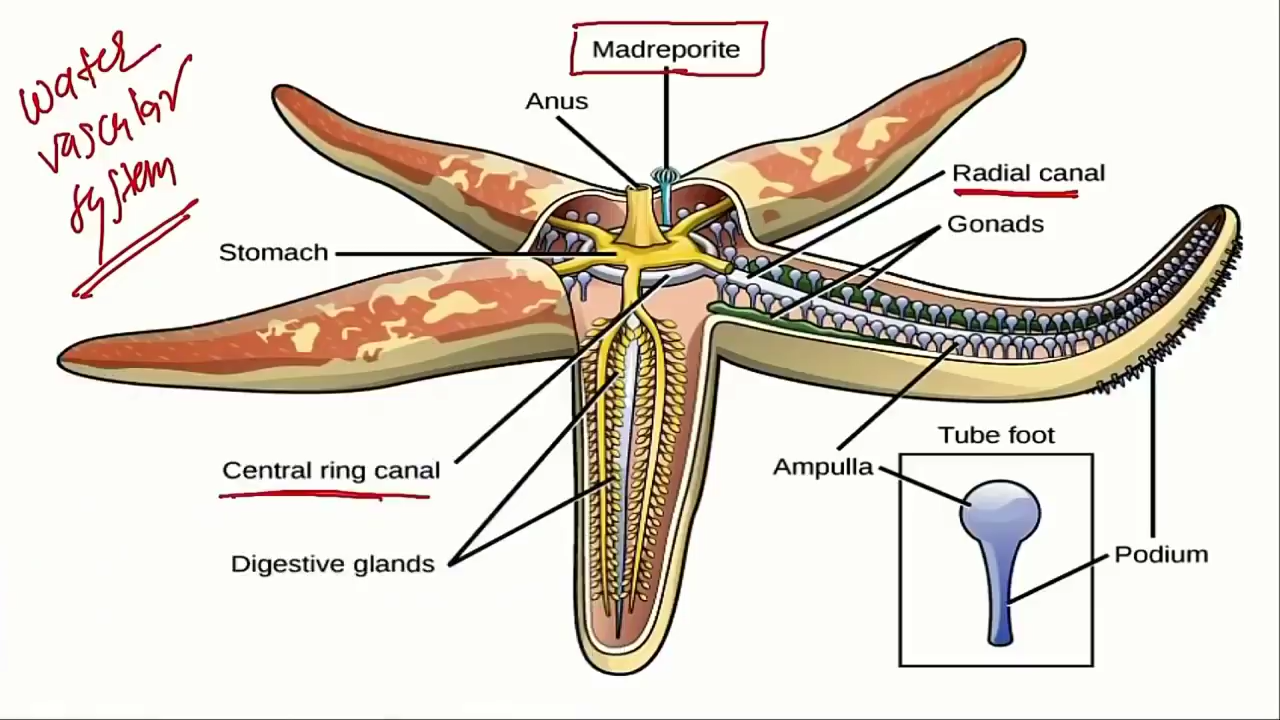 water
vascular
system
Madreporite
Anus
Radial canal
Gonads
Stomach
Central ring canal
Digestive glands
Tube foot
Ampulla
Podium